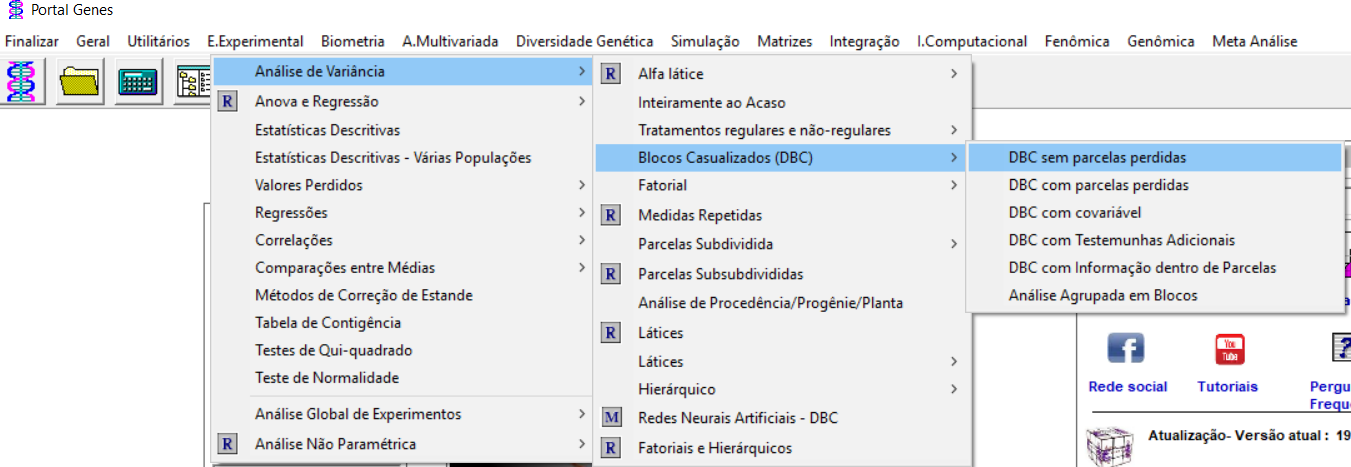 Portal Genes
Finalizar Geral Utilitários E.Experimental Biometria A.Multivariada Diversidade Genética Simulação Matrizes Integração I.Computacional Fenômica Genômica Meta Análise
Análise de Variância
R Anova e Regressão
Estatísticas Descritivas
Estatísticas Descritivas - Várias Populações
Valores Perdidos
Regressões
Correlações
Comparações entre Médias
Métodos de Correção de Estande
Tabela de Contigência
Testes de Qui-quadrado
Teste de Normalidade
Análise Global de Experimentos
R Análise Não Paramétrica
R Alfa látice
Inteiramente ao Acaso
Tratamentos regulares e não-regulares
Blocos Casualizados (DBC)
Fatorial
R Medidas Repetidas
Parcelas Subdividida
R Parcelas Subsubdivididas
Análise de Procedência/Progênie/Planta
R Látices
Látices
Hierárquico
M Redes Neurais Artificiais - DBC
R Fatoriais e Hierárquicos
DBC sem parcelas perdidas
DBC com parcelas perdidas
DBC com covariável
DBC com Testemunhas Adicionais
DBC com Informação dentro de Parcelas
Análise Agrupada em Blocos
f You Tube ?
Rede social Tutoriais Pergu
Freque
Atualização- Versão atual : 19